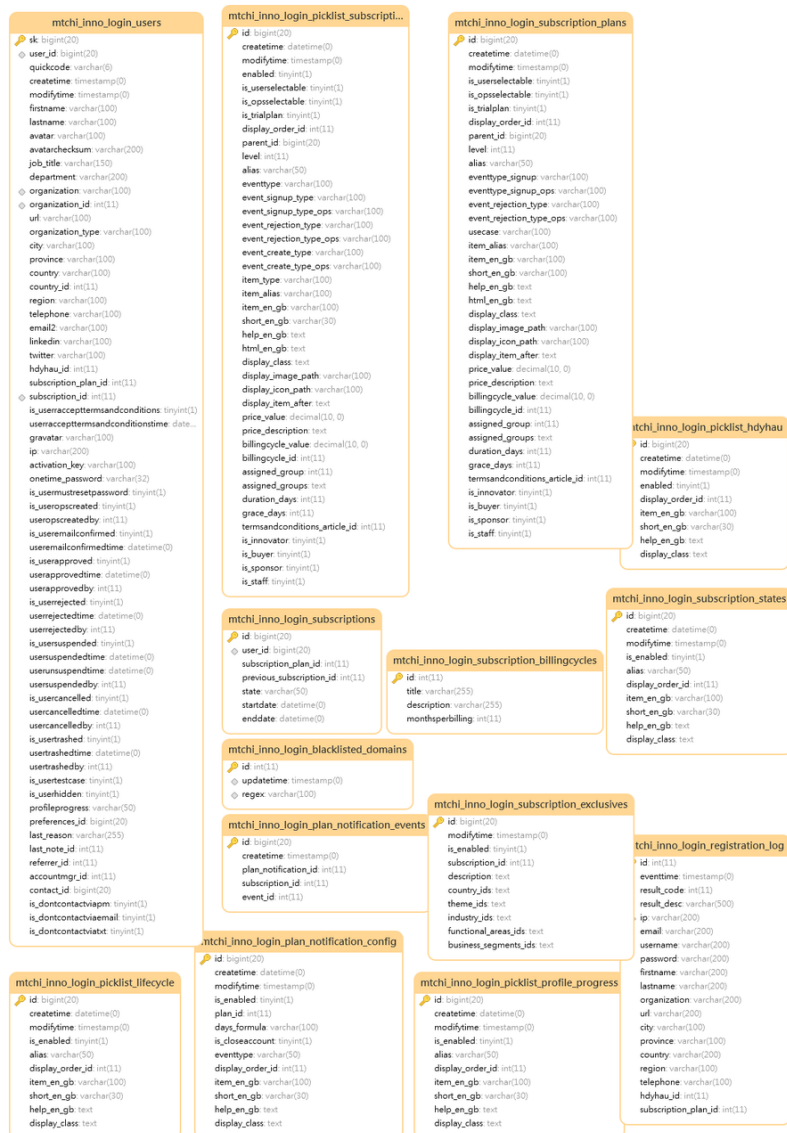 mtchi_inno_login_users
sk: bigint(20)
user_id: bigint(20)
quickcode: varchar(6)
createtime: timestamp(0)
modifytime: timestamp(0)
firstname: varchar(100)
lastname: varchar(100)
avatar: varchar(100)
avatarchecksum: varchar(200)
job_title: varchar(150)
department: varchar(200)
organization: varchar(100)
organization_id: int(11)
url: varchar(100)
organization_type: varchar(100)
city: varchar(100)
province: varchar(100)
country: varchar(100)
country_id: int(11)
region: varchar(100)
telephone: varchar(100)
email2: varchar(100)
linkedin: varchar(100)
twitter: varchar(100)
hdyhau_id: int(11)
subscription_plan_id: int(11)
subscription_id: int(11)
is_useraccepttermsandconditions: tinyint(1)
useraccepttermsandconditionstime: date...
gravatar: varchar(100)
ip: varchar(200)
activation_key: varchar(100)
onetime_password: varchar(32)
is_usermustresetpassword: tinyint(1)
is_useropscreated: tinyint(1)
useropscreatedby: int(11)
is_useremailconfirmed: tinyint(1)
useremailconfirmedtime: datetime(0)
is_userapproved: tinyint(1)
userapprovedtime: datetime(0)
userapprovedby: int(11)
is_userrejected: tinyint(1)
userrejectedtime: datetime(0)
userrejectedby: int(11)
is_usersuspended: tinyint(1)
usersuspendedtime: datetime(0)
userunsuspendtime: datetime(0)
usersuspendedby: int(11)
is_usercancelled: tinyint(1)
usercancelledtime: datetime(0)
usercancelledby: int(11)
is_usertrashed: tinyint(1)
usertrashedtime: datetime(0)
usertrashedby: int(11)
is_usertestcase: tinyint(1)
is_userhidden: tinyint(1)
profileprogress: varchar(50)
preferences_id: bigint(20)
last_reason: varchar(255)
last_note_id: int(11)
referrer_id: int(11)
accountmgr_id: int(11)
contact_id: bigint(20)
is_dontcontactviapm: tinyint(1)
is_dontcontactviaemail: tinyint(1)
is_dontcontactviatxt: tinyint(1)
mtchi_inno_login_picklist_subscripti...
id: bigint(20)
createtime: datetime(0)
modifytime: timestamp(0)
enabled: tinyint(1)
is_userselectable: tinyint(1)
is_opsselectable: tinyint(1)
is_trialplan: tinyint(1)
display_order_id: int(11)
parent_id: bigint(20)
level: int(11)
alias: varchar(50)
eventtype: varchar(100)
event_signup_type: varchar(100)
event_signup_type_ops: varchar(100)
event_rejection_type: varchar(100)
event_rejection_type_ops: varchar(100)
event_create_type: varchar(100)
event_create_type_ops: varchar(100)
item_type: varchar(100)
item_alias: varchar(100)
item_en_gb: varchar(100)
short_en_gb: varchar(30)
help_en_gb: text
html_en_gb: text
display_class: text
display_image_path: varchar(100)
display_icon_path: varchar(100)
display_item_after: text
price_value: decimal(10, 0)
price_description: text
billingcycle_value: decimal(10, 0)
billingcycle_id: int(11)
assigned_group: int(11)
assigned_groups: text
duration_days: int(11)
grace_days: int(11)
termsandconditions_article_id: int(11)
is_innovator: tinyint(1)
is_buyer: tinyint(1)
is_sponsor: tinyint(1)
is_staff: tinyint(1)
mtchi_inno_login_subscription_plans
id: bigint(20)
createtime: datetime(0)
modifytime: timestamp(0)
is_userselectable: tinyint(1)
is_opsselectable: tinyint(1)
is_trialplan: tinyint(1)
display_order_id: int(11)
parent_id: bigint(20)
level: int(11)
alias: varchar(50)
eventtype_signup: varchar(100)
eventtype_signup_ops: varchar(100)
event_rejection_type: varchar(100)
event_rejection_type_ops: varchar(100)
usecase: varchar(100)
item_alias: varchar(100)
item_en_gb: varchar(100)
short_en_gb: varchar(100)
help_en_gb: text
html_en_gb: text
display_class: text
display_image_path: varchar(100)
display_icon_path: varchar(100)
display_item_after: text
price_value: decimal(10, 0)
price_description: text
billingcycle_value: decimal(10, 0)
billingcycle_id: int(11)
assigned_group: int(11)
assigned_groups: text
duration_days: int(11)
grace_days: int(11)
termsandconditions_article_id: int(11)
is_innovator: tinyint(1)
is_buyer: tinyint(1)
is_sponsor: tinyint(1)
is_staff: tinyint(1)
ntchi_inno_login_picklist_hdyhau
id: bigint(20)
createtime: datetime(0)
modifytime: timestamp(0)
enabled: tinyint(1)
display_order_id: int(11)
item_en_gb: varchar(100)
short_en_gb: varchar(30)
help_en_gb: text
display_class: text
mtchi_inno_login_subscriptions
id: bigint(20)
user_id: bigint(20)
subscription_plan_id: int(11)
previous_subscription_id: int(11)
state: varchar(50)
startdate: datetime(0)
enddate: datetime(0)
mtchi_inno_login_subscription_billingcycles
id: int(11)
title: varchar(255)
description: varchar(255)
monthsperbilling: int(11)
mtchi_inno_login_subscription_states
id: bigint(20)
createtime: datetime(0)
modifytime: timestamp(0)
is_enabled: tinyint(1)
alias: varchar(50)
display_order_id: int(11)
item_en_gb: varchar(100)
short_en_gb: varchar(30)
help_en_gb: text
display_class: text
mtchi_inno_login_blacklisted_domains
id: int(11)
updatetime: timestamp(0)
regex: varchar(100)
mtchi_inno_login_plan_notification_events
id: bigint(20)
createtime: timestamp(0)
plan_notification_id: int(11)
subscription_id: int(11)
event_id: int(11)
mtchi_inno_login_subscription_exclusives
id: bigint(20)
modifytime: timestamp(0)
is_enabled: tinyint(1)
subscription_id: int(11)
description: text
country_ids: text
theme_ids: text
industry_ids: text
functional_areas_ids: text
business_segments_ids: text
tchi_inno_login_registration_log
id: int(11)
eventtime: timestamp(0)
result_code: int(11)
result_desc: varchar(500)
ip: varchar(200)
email: varchar(200)
username: varchar(200)
password: varchar(200)
firstname: varchar(200)
lastname: varchar(200)
organization: varchar(200)
url: varchar(200)
city: varchar(100)
province: varchar(100)
country: varchar(200)
region: varchar(100)
telephone: varchar(100)
hdyhau_id: int(11)
subscription_plan_id: int(11)
mtchi_inno_login_picklist_lifecycle
id: bigint(20)
createtime: datetime(0)
modifytime: timestamp(0)
is_enabled: tinyint(1)
alias: varchar(50)
display_order_id: int(11)
item_en_gb: varchar(100)
short_en_gb: varchar(30)
help_en_gb: text
display_class: text
mtchi_inno_login_plan_notification_config
id: bigint(20)
createtime: datetime(0)
modifytime: timestamp(0)
is_enabled: tinyint(1)
plan_id: int(11)
days_formula: varchar(100)
is_closeaccount: tinyint(1)
eventtype: varchar(50)
display_order_id: int(11)
item_en_gb: varchar(100)
short_en_gb: varchar(30)
help_en_gb: text
display_class: text
mtchi_inno_login_picklist_profile_progress
id: bigint(20)
createtime: datetime(0)
modifytime: timestamp(0)
is_enabled: tinyint(1)
alias: varchar(50)
display_order_id: int(11)
item_en_gb: varchar(100)
short_en_gb: varchar(30)
help_en_gb: text
display_class: text